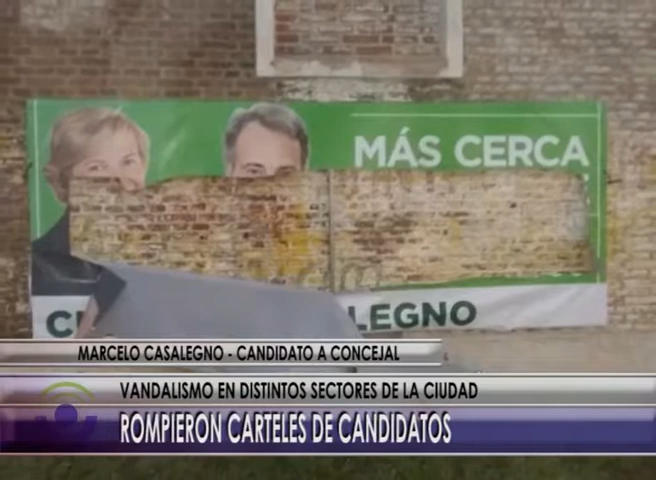 MÁS CERCA
LEGNO
MARCELO CASALEGNO - CANDIDATO A CONCEJAL
VANDALISMO EN DISTINTOS SECTORES DE LA CIUDAD
ROMPIERON CARTELES DE CANDIDATOS